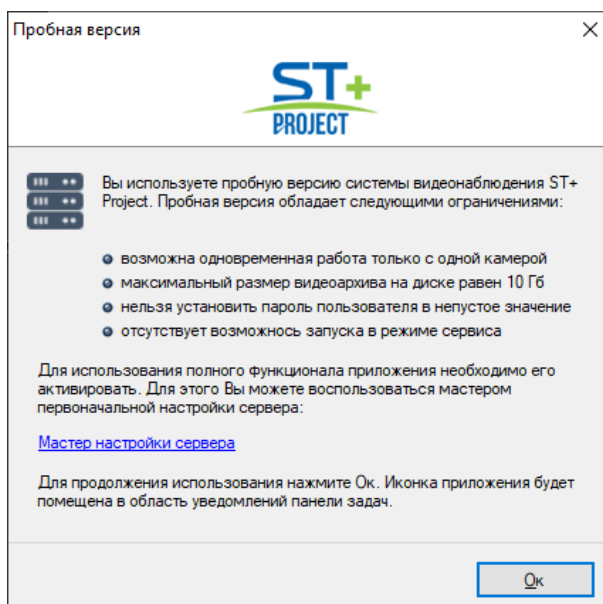 Пробная версия
ST+
PROJECT
Вы используете пробную версию системы видеонаблюдения ST+
Project. Пробная версия обладает следующими ограничениями:
возможна одновременная работа только с одной камерой
максимальный размер видеоархива на диске равен 10 Гб
нельзя установить пароль пользователя в непустое значение
отсутствует возможнось запуска в режиме сервиса
Для использования полного функционала приложения необходимо его
активировать. Для этого Вы можете воспользоваться мастером
первоначальной настройки сервера:
Мастер настройки сервера
Для продолжения использования нажмите Ок. Иконка приложения будет
помещена в область уведомлений панели задач.
Ок